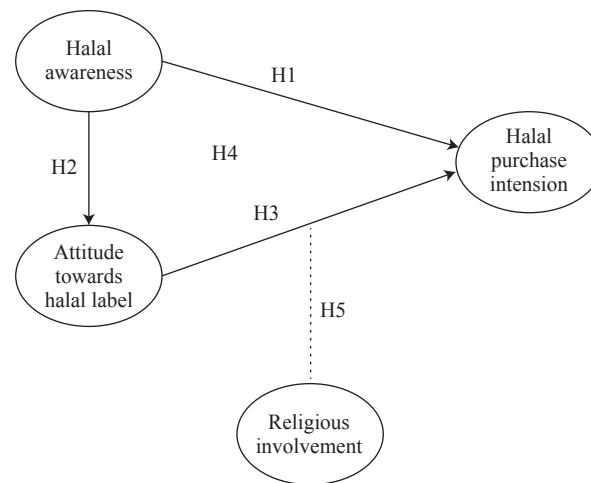 Halal
awareness
H1
H2
H4
Halal
purchase
intension
H3
Attitude
towards
halal label
H5
Religious
involvement